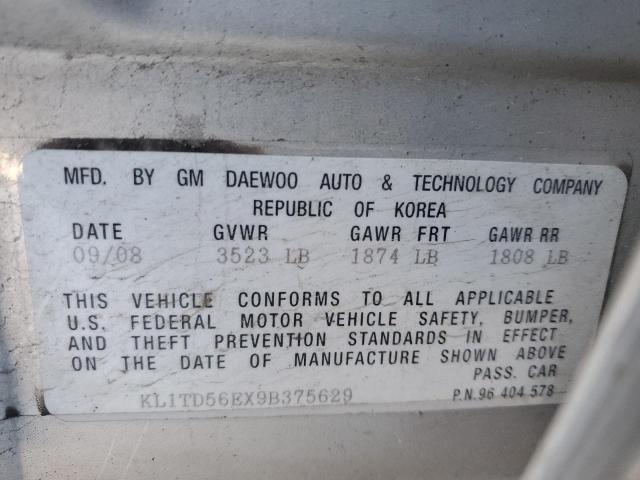 MFD. BY GM DAEWOO AUTO & TECHNOLOGY COMPANY
REPUBLIC OF KOREA
DATE GVWR GAWR FRT GAWR RR
09/08 3523 LB 1874 LB 1808 LB
THIS VEHICLE CONFORMS TO ALL APPLICABLE
U.S. FEDERAL MOTOR VEHICLE SAFETY, BUMPER,
AND THEFT PREVENTION STANDARDS IN EFFECT
ON THE DATE OF MANUFACTURE SHOWN ABOVE
PASS. CAR
KL1TD56EX9B375629 P.N.96 404 578